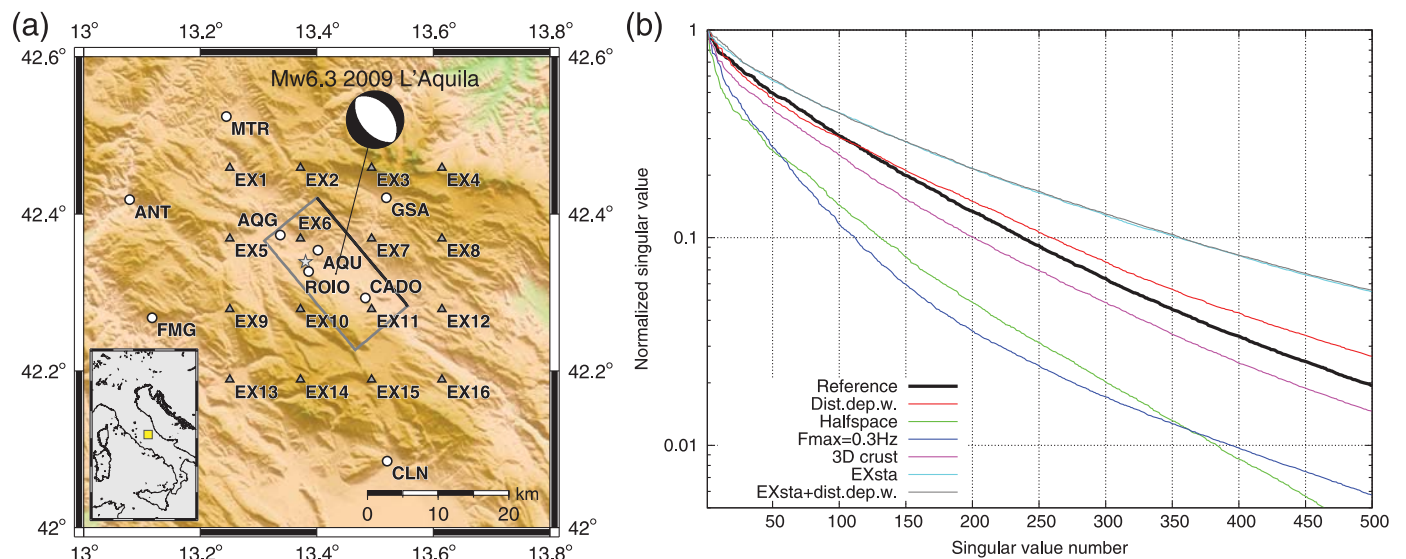 (a)
13° 13.2° 13.4° 13.6° 13.8°
42.6° 42.6°
Mw6.3 2009 L'Aquila
MTR
EX1 EX2 EX3 EX4
ANT GSA
42.4° 42.4°
AQG EX6
EX5 EX7 EX8
AQU
ROIO CADO
FMG EX9 EX10 EX11 EX12
42.2° 42.2°
EX13 EX14 EX15 EX16
CLN
km
0 10 20
42° 42°
13° 13.2° 13.4° 13.6° 13.8°
(b)
Normalized singular value
1
0.1
0.01
Reference
Dist.dep.w.
Halfspace
Fmax=0.3Hz
3D crust
EXsta
EXsta+dist.dep.w.
50 100 150 200 250 300 350 400 450 500
Singular value number